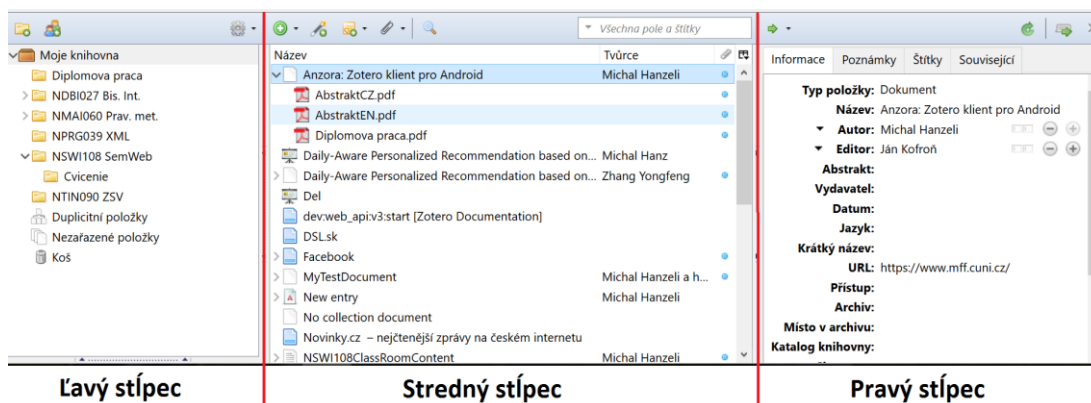 Moje knihovna
Diplomova praca
NDBI027 Bis. Int.
NMAI060 Prav. met.
NPRG039 XML
NSWI108 SemWeb
Cvicenie
NTIN090 ZSV
Duplicitní položky
Nezařazené položky
Koš
Všechna pole a štítky
Název Tvůrce
Anzora: Zotero klient pro Android Michal Hanzeli
AbstraktCZ.pdf
AbstraktEN.pdf
Diplomova praca.pdf
Daily-Aware Personalized Recommendation based on... Michal Hanz
Daily-Aware Personalized Recommendation based on... Zhang Yongfeng
Del
dev:web_api:v3:start [Zotero Documentation]
DSL.sk
Facebook
MyTestDocument Michal Hanzeli a h...
New entry Michal Hanzeli
No collection document
Novinky.cz – nejčtenější zprávy na českém internetu
NSWI108ClassRoomContent Michal Hanzeli
Informace Poznámky Štítky Související
Typ položky: Dokument
Název: Anzora: Zotero klient pro Android
Autor: Michal Hanzeli
Editor: Ján Kofroň
Abstrakt:
Vydavatel:
Datum:
Jazyk:
Krátký název:
URL: https://www.mff.cuni.cz/
Přístup:
Archiv:
Místo v archivu:
Katalog knihovny:
Ľavý stĺpec
Stredný stĺpec
Pravý stĺpec